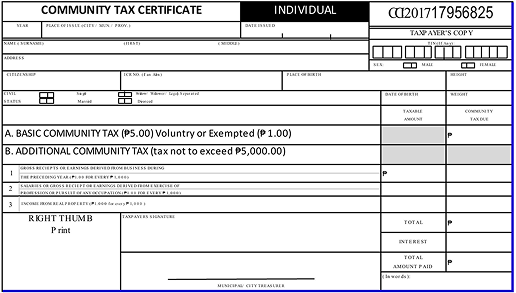 COMMUNITY TAX CERTIFICATE
INDIVIDUAL
CCI201717956825
YEAR
PLACE OF ISSUE (CITY / MUN / PROV.)
DATE ISSUED
TAXPAYER'S COPY
NAME (SURNAME) (FIRST) (MIDDLE)
TIN (If Any)
ADDRESS
SEX MALE FEMALE
CITIZENSHIP
ICR NO. (If an Alien)
PLACE OF BIRTH
HEIGHT
CIVIL STATUS
Single
Widow / Widower / Legally Separated
Married
Divorced
DATE OF BIRTH
WEIGHT
TAXABLE AMOUNT
COMMUNITY TAX DUE
A. BASIC COMMUNITY TAX (₱5.00) Voluntry or Exempted (₱ 1.00)
₱
B. ADDITIONAL COMMUNITY TAX (tax not to exceed ₱5,000.00)
1 GROSS RECEIPTS OR EARNINGS DERIVED FROM BUSINESS DURING
THE PRECEDING YEAR (₱1.00 FOR EVERY ₱1,000)
₱
2 SALARIES OR GROSS RECEIPT OR EARNINGS DERIVED FROM EXERCISE OF
PROFESSION OR PURSUIT OF ANY OCCUPATION (₱1.00 FOR EVERY ₱1,000)
3 INCOME FROM REAL PROPERTY (₱1.000 for every ₱1,000)
RIGHT THUMB
P rint
TAXPAYERS SIGNATURE
TOTAL ₱
INTEREST
TOTAL
AMOUNT PAID ₱
(In words)
MUNICIPAL/ CITY TREASURER